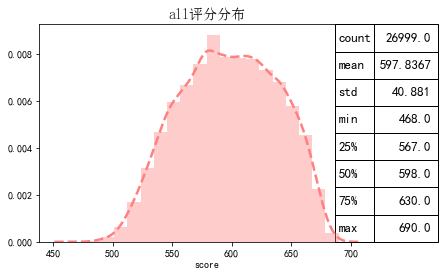 all评分分布
0.008
0.006
0.004
0.002
0.000
450
500
550
600
650
700
score
count 26999.0
mean 597.8367
std 40.881
min 468.0
25% 567.0
50% 598.0
75% 630.0
max 690.0